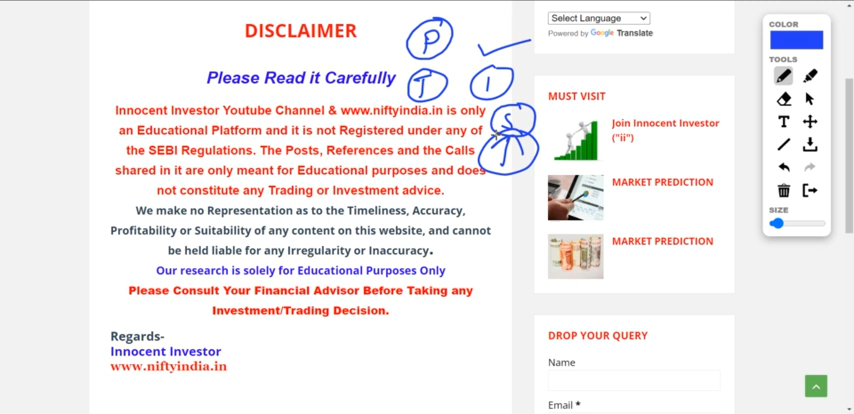 DISCLAIMER
P
Please Read it Carefully
T
I
Innocent Investor Youtube Channel & www.niftyindia.in is only
an Educational Platform and it is not Registered under any of
the SEBI Regulations. The Posts, References and the Calls
shared in it are only meant for Educational purposes and does
not constitute any Trading or Investment advice.
S
We make no Representation as to the Timeliness, Accuracy,
Profitability or Suitability of any content on this website, and cannot
be held liable for any Irregularity or Inaccuracy.
Our research is solely for Educational Purposes Only
Please Consult Your Financial Advisor Before Taking any
Investment/Trading Decision.
Regards-
Innocent Investor
www.niftyindia.in
Select Language
Powered by Google Translate
MUST VISIT
Join Innocent Investor
("ii")
MARKET PREDICTION
MARKET PREDICTION
DROP YOUR QUERY
Name
Email *
COLOR
TOOLS
T
SIZE